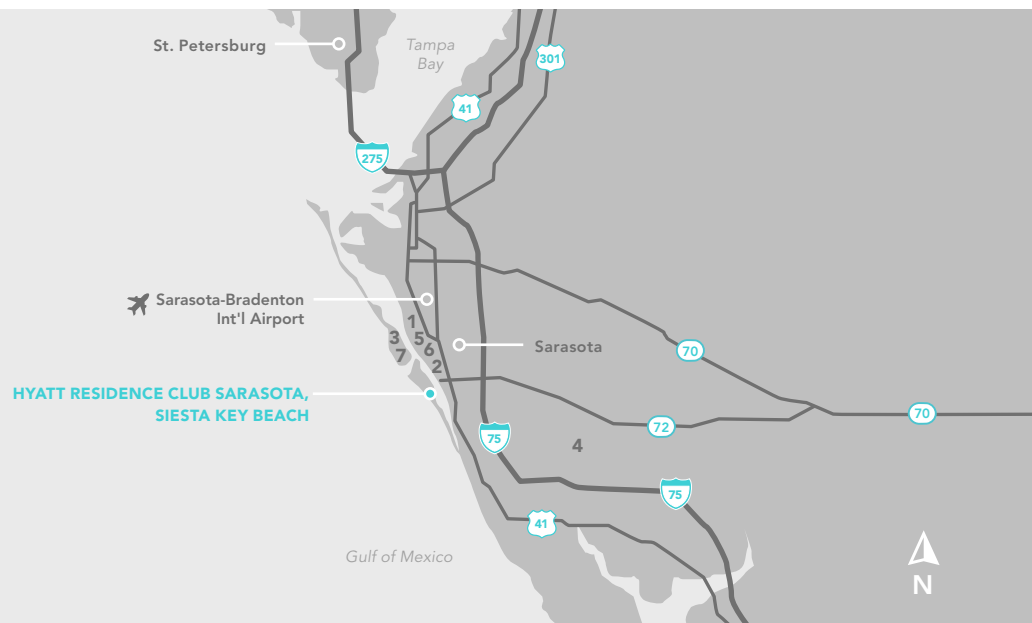 St. Petersburg
Tampa
Bay
301
41
275
Sarasota-Bradenton
Int'l Airport
1
3
5
7
6
2
Sarasota
70
HYATT RESIDENCE CLUB SARASOTA,
SIESTA KEY BEACH
70
72
75
4
75
41
Gulf of Mexico
N